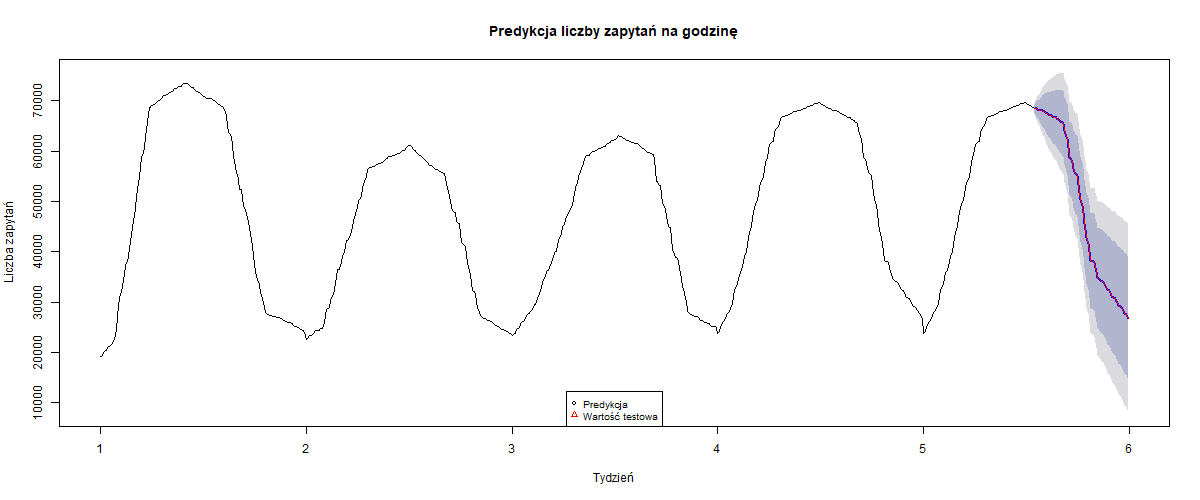 Predykcja liczby zapytań na godzinę
Liczba zapytań
70000
60000
50000
40000
30000
20000
10000
Predykcja
Wartość testowa
1 2 3 4 5 6
Tydzień